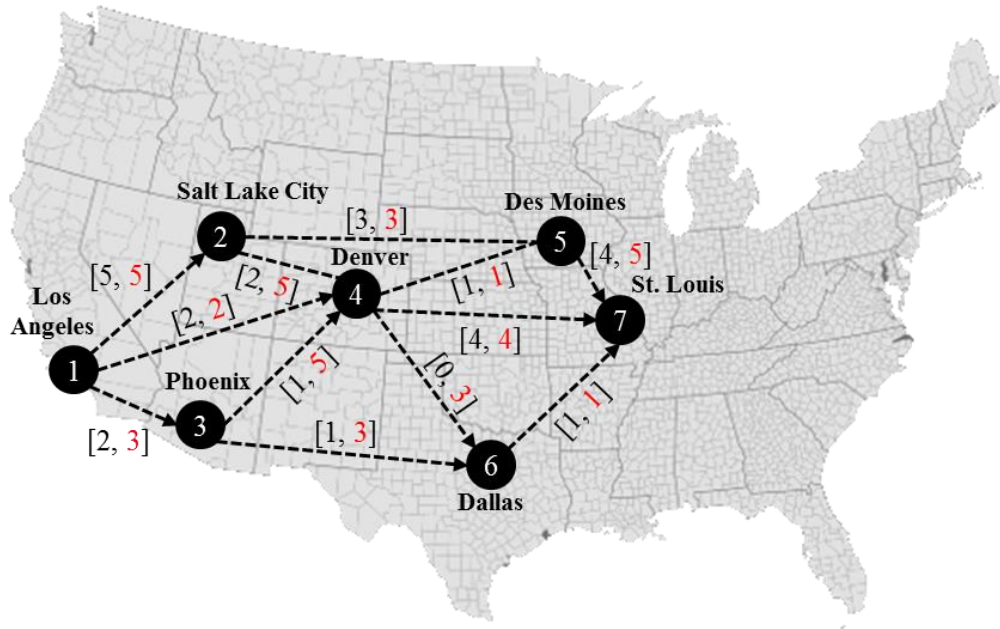 Salt Lake City
Des Moines
[3, 3]
2
5
Denver
[4, 5]
[5, 5]
[2, 5]
[1, 1]
St. Louis
Los
Angeles
4
[2, 2]
7
[4, 4]
1
Phoenix
[1, 5]
[0, 3]
3
[2, 3]
[1, 3]
[1, 1]
6
Dallas